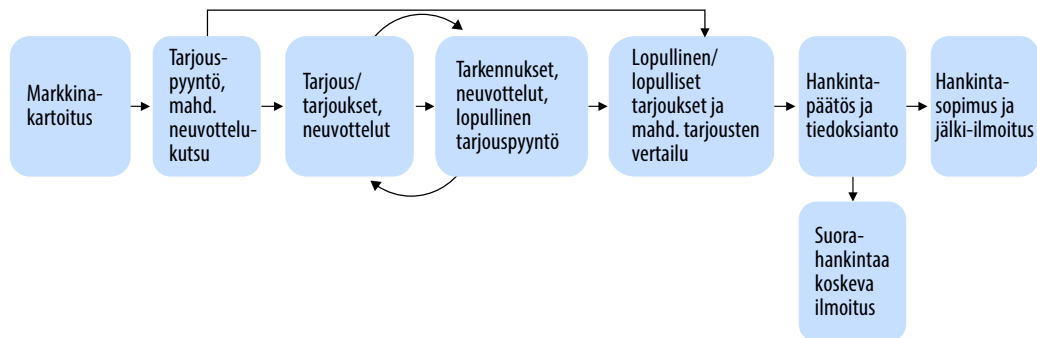 Markkina-
kartoitus
Tarjous-
pyyntö,
mahd.
neuvottelu-
kutsu
Tarjous/
tarjoukset,
neuvottelut
Tarkennukset,
neuvottelut,
lopullinen
tarjouspyyntö
Lopullinen/
lopulliset
tarjoukset ja
mahd. tarjousten
vertailu
Hankinta-
päätös ja
tiedoksianto
Hankinta-
sopimus ja
jälki-ilmoitus
Suora-
hankintaa
koskeva
ilmoitus